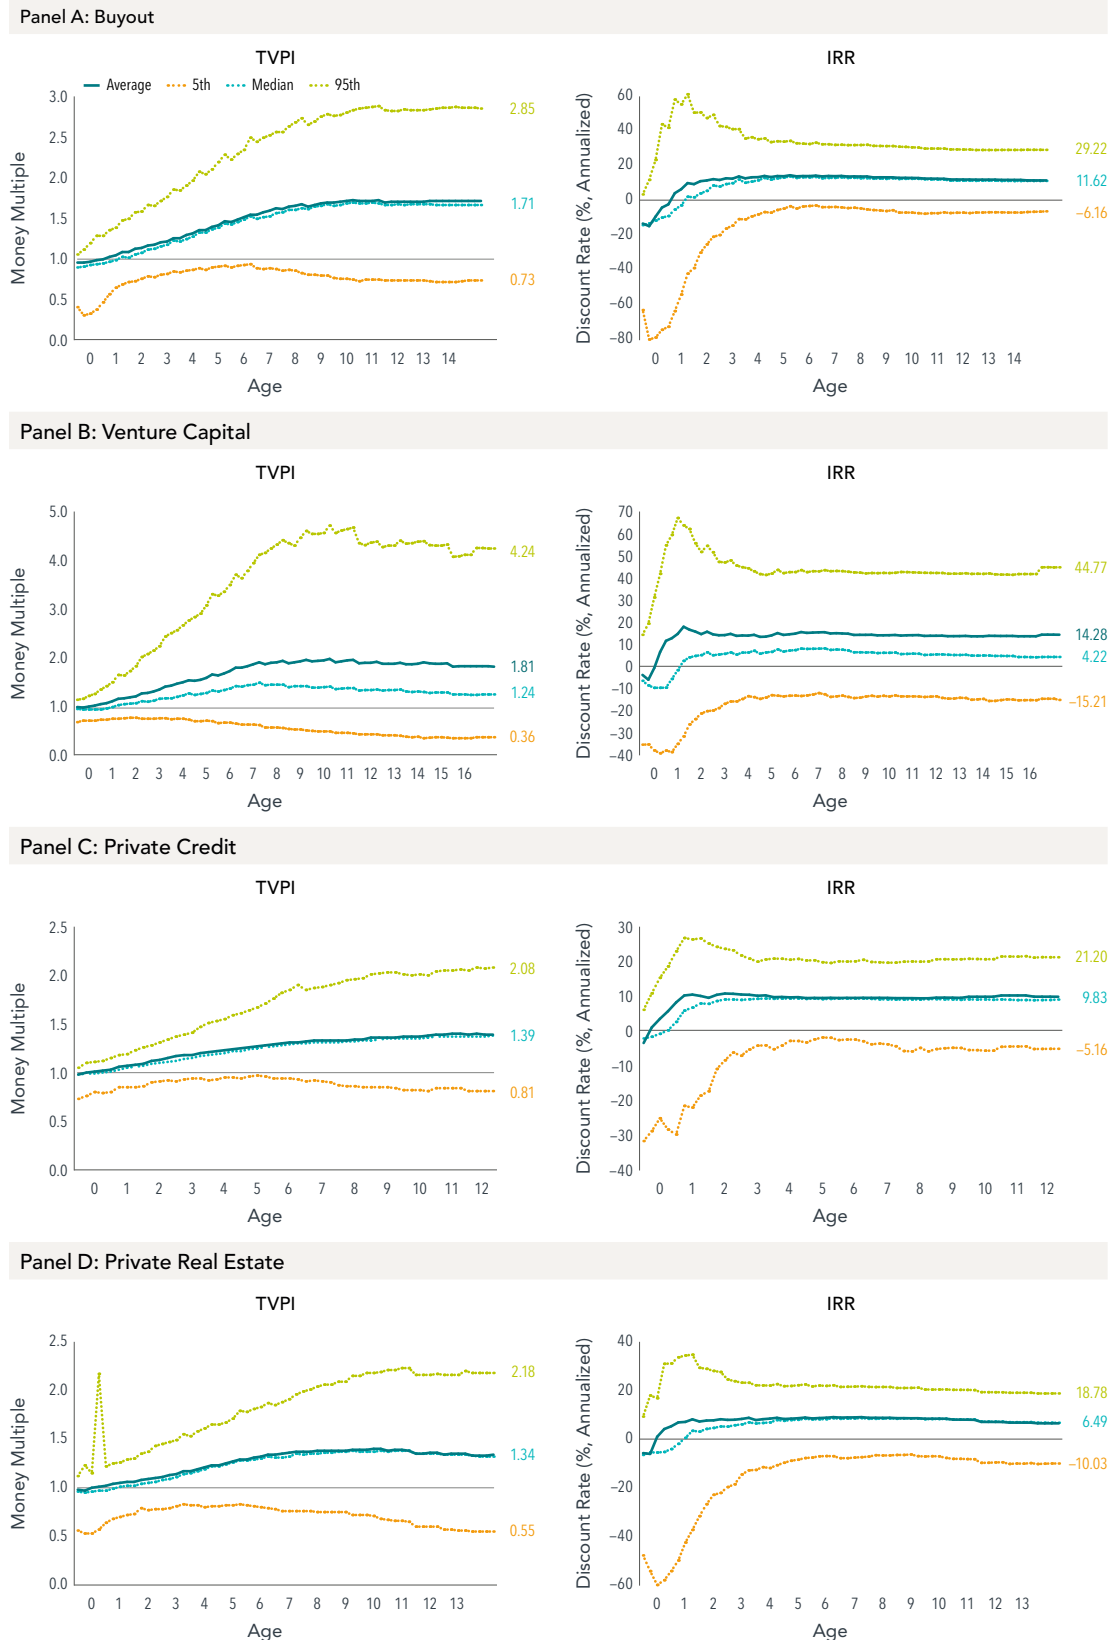 Panel A: Buyout
TVPI
Average 5th Median 95th
Money Multiple
3.0
2.5
2.0
1.5
1.0
0.5
0.0
2.85
1.71
0.73
0 1 2 3 4 5 6 7 8 9 10 11 12 13 14
Age
IRR
Discount Rate (%, Annualized)
60
40
20
0
−20
−40
−60
−80
29.22
11.62
−6.16
0 1 2 3 4 5 6 7 8 9 10 11 12 13 14
Age
Panel B: Venture Capital
TVPI
Money Multiple
5.0
4.0
3.0
2.0
1.0
0.0
4.24
1.81
1.24
0.36
0 1 2 3 4 5 6 7 8 9 10 11 12 13 14 15 16
Age
IRR
Discount Rate (%, Annualized)
70
60
50
40
30
20
10
0
−10
−20
−30
−40
44.77
14.28
4.22
−15.21
0 1 2 3 4 5 6 7 8 9 10 11 12 13 14 15 16
Age
Panel C: Private Credit
TVPI
Money Multiple
2.5
2.0
1.5
1.0
0.5
0.0
2.08
1.39
0.81
0 1 2 3 4 5 6 7 8 9 10 11 12
Age
IRR
Discount Rate (%, Annualized)
30
20
10
0
−10
−20
−30
−40
21.20
9.83
−5.16
0 1 2 3 4 5 6 7 8 9 10 11 12
Age
Panel D: Private Real Estate
TVPI
Money Multiple
2.5
2.0
1.5
1.0
0.5
0.0
2.18
1.34
0.55
0 1 2 3 4 5 6 7 8 9 10 11 12 13
Age
IRR
Discount Rate (%, Annualized)
40
20
0
−20
−40
−60
18.78
6.49
−10.03
0 1 2 3 4 5 6 7 8 9 10 11 12 13
Age